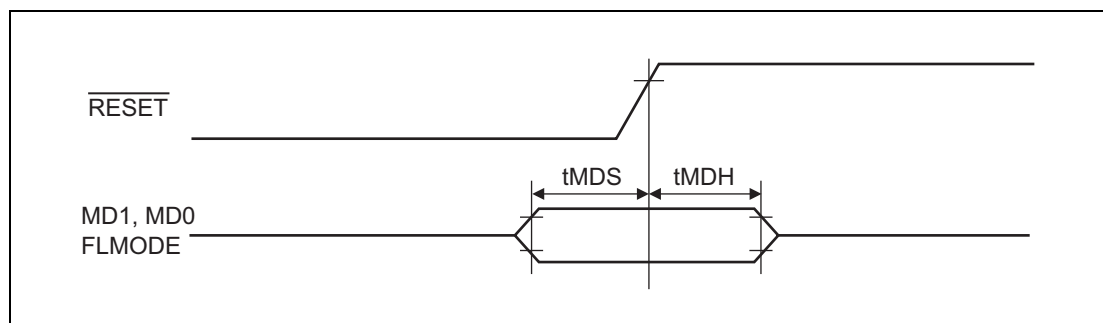 RESET
tMDS
tMDH
MD1, MD0
FLMODE